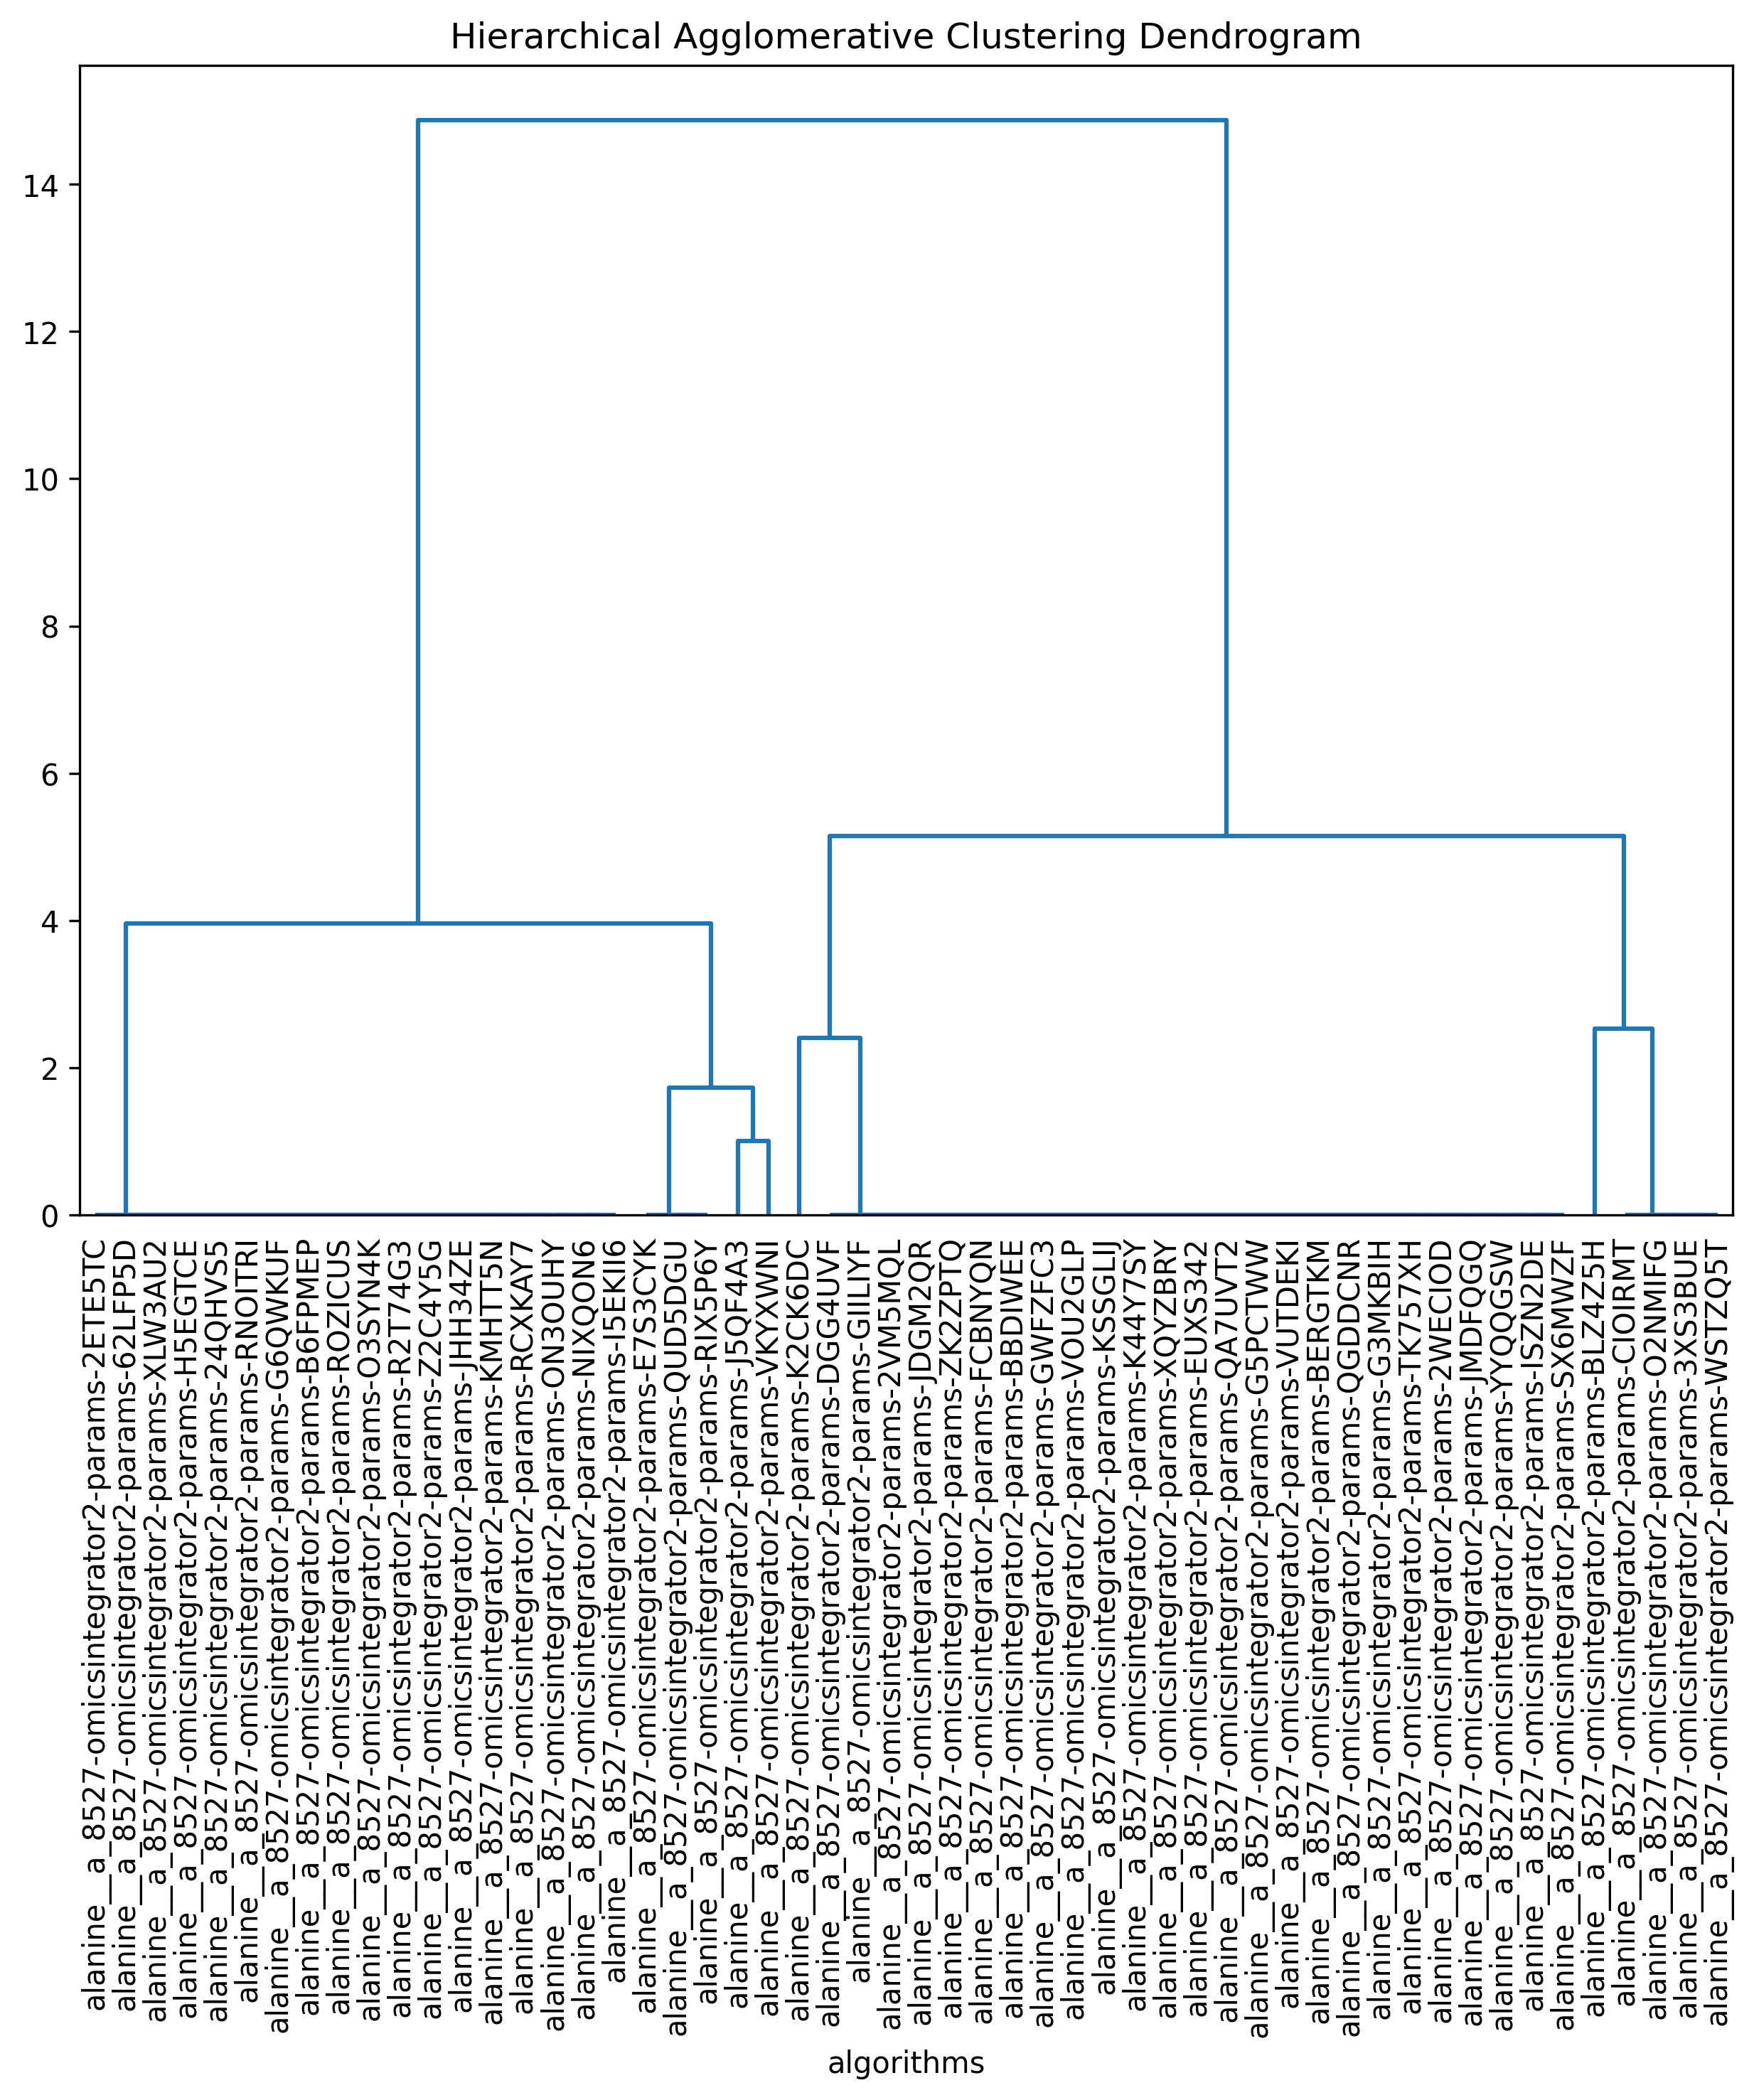 Hierarchical Agglomerative Clustering Dendrogram
14
12
10
8
6
4
2
0
alanine__a_8527-omicsintegrator2-params-2ETE5TC
alanine__a_8527-omicsintegrator2-params-62LFP5D
alanine__a_8527-omicsintegrator2-params-XLW3AU2
alanine__a_8527-omicsintegrator2-params-H5EGTCE
alanine__a_8527-omicsintegrator2-params-24QHVS5
alanine__a_8527-omicsintegrator2-params-RNOITRI
alanine__a_8527-omicsintegrator2-params-G6QWKUF
alanine__a_8527-omicsintegrator2-params-B6FPMEP
alanine__a_8527-omicsintegrator2-params-ROZICUS
alanine__a_8527-omicsintegrator2-params-O3SYN4K
alanine__a_8527-omicsintegrator2-params-R2T74G3
alanine__a_8527-omicsintegrator2-params-Z2C4Y5G
alanine__a_8527-omicsintegrator2-params-JHH34ZE
alanine__a_8527-omicsintegrator2-params-KMHTT5N
alanine__a_8527-omicsintegrator2-params-RCXKAY7
alanine__a_8527-omicsintegrator2-params-ON3OUHY
alanine__a_8527-omicsintegrator2-params-NIXQON6
alanine__a_8527-omicsintegrator2-params-I5EKII6
alanine__a_8527-omicsintegrator2-params-E7S3CYK
alanine__a_8527-omicsintegrator2-params-QUD5DGU
alanine__a_8527-omicsintegrator2-params-RIX5P6Y
alanine__a_8527-omicsintegrator2-params-J5QF4A3
alanine__a_8527-omicsintegrator2-params-VKYXWNI
alanine__a_8527-omicsintegrator2-params-K2CK6DC
alanine__a_8527-omicsintegrator2-params-DGG4UVF
alanine__a_8527-omicsintegrator2-params-GIILIYF
alanine__a_8527-omicsintegrator2-params-2VM5MQL
alanine__a_8527-omicsintegrator2-params-JDGM2QR
alanine__a_8527-omicsintegrator2-params-ZK2ZPTQ
alanine__a_8527-omicsintegrator2-params-FCBNYQN
alanine__a_8527-omicsintegrator2-params-BBDIWEE
alanine__a_8527-omicsintegrator2-params-GWFZFC3
alanine__a_8527-omicsintegrator2-params-VOU2GLP
alanine__a_8527-omicsintegrator2-params-KSSGLIJ
alanine__a_8527-omicsintegrator2-params-K44Y7SY
alanine__a_8527-omicsintegrator2-params-XQYZBRY
alanine__a_8527-omicsintegrator2-params-EUXS342
alanine__a_8527-omicsintegrator2-params-QA7UVT2
alanine__a_8527-omicsintegrator2-params-G5PCTWW
alanine__a_8527-omicsintegrator2-params-VUTDEKI
alanine__a_8527-omicsintegrator2-params-BERGTKM
alanine__a_8527-omicsintegrator2-params-QGDDCNR
alanine__a_8527-omicsintegrator2-params-G3MKBIH
alanine__a_8527-omicsintegrator2-params-TK757XH
alanine__a_8527-omicsintegrator2-params-2WECIOD
alanine__a_8527-omicsintegrator2-params-JMDFQGQ
alanine__a_8527-omicsintegrator2-params-YYQQGSW
alanine__a_8527-omicsintegrator2-params-ISZN2DE
alanine__a_8527-omicsintegrator2-params-SX6MWZF
alanine__a_8527-omicsintegrator2-params-BLZ4Z5H
alanine__a_8527-omicsintegrator2-params-CIOIRMT
alanine__a_8527-omicsintegrator2-params-O2NMIFG
alanine__a_8527-omicsintegrator2-params-3XS3BUE
alanine__a_8527-omicsintegrator2-params-WSTZQ5T
algorithms